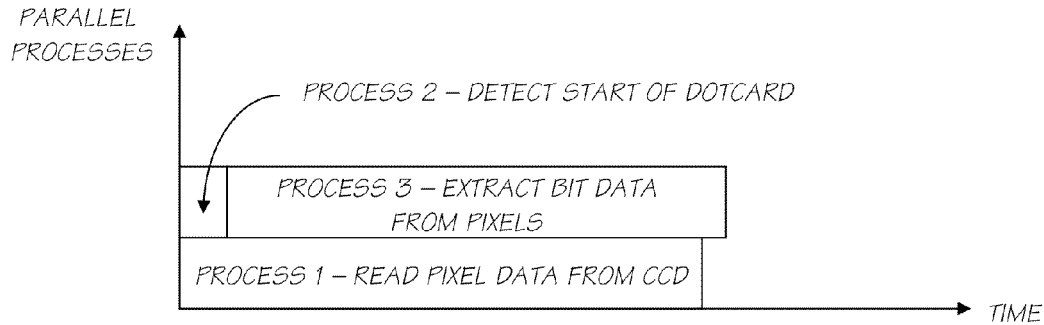 PARALLEL
PROCESSES
PROCESS 2 – DETECT START OF DOTCARD
PROCESS 3 – EXTRACT BIT DATA
FROM PIXELS
PROCESS 1 – READ PIXEL DATA FROM CCD
TIME